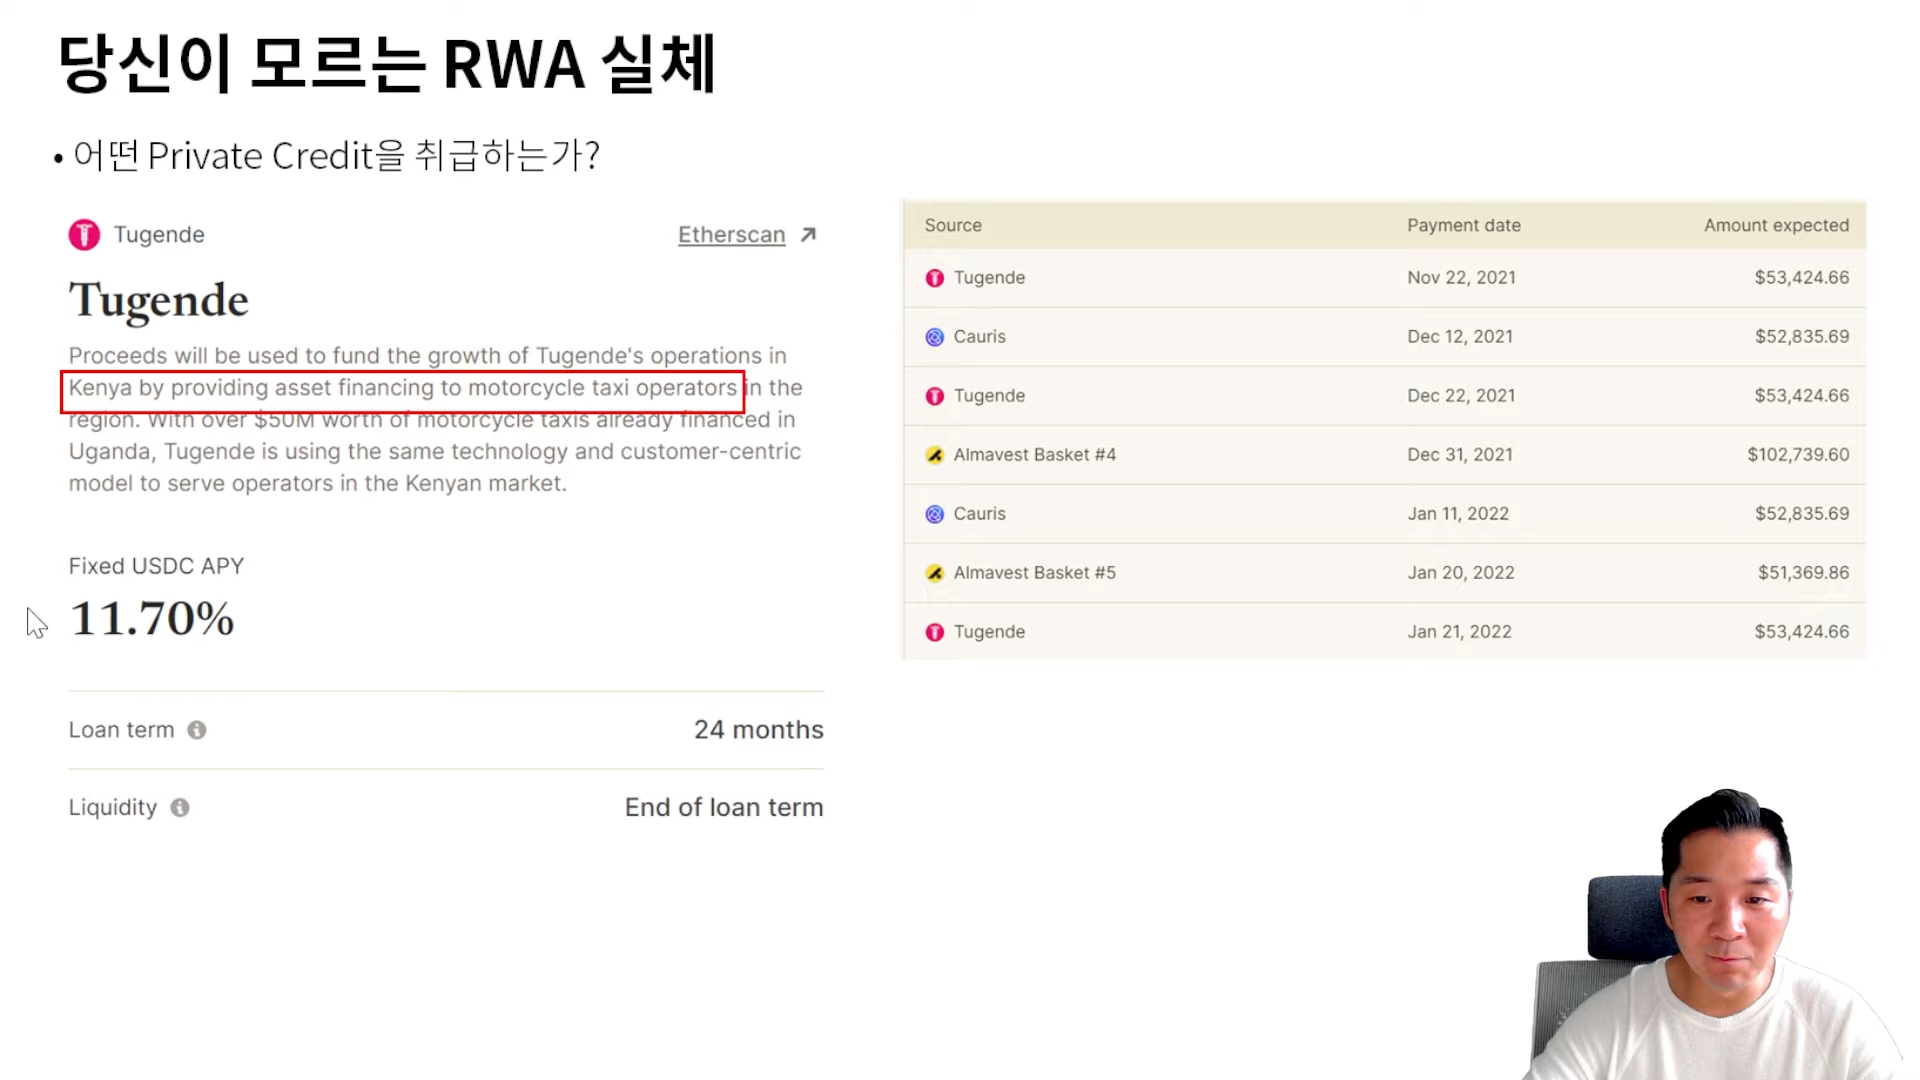 당신이 모르는 RWA 실체
• 어떤 Private Credit을 취급하는가?
Tugende
Etherscan
Tugende
Proceeds will be used to fund the growth of Tugende's operations in
Kenya by providing asset financing to motorcycle taxi operators in the
region. With over $50M worth of motorcycle taxis already financed in
Uganda, Tugende is using the same technology and customer-centric
model to serve operators in the Kenyan market.
Fixed USDC APY
11.70%
Loan term 24 months
Liquidity End of loan term
Source Payment date Amount expected
Tugende Nov 22, 2021 $53,424.66
Cauris Dec 12, 2021 $52,835.69
Tugende Dec 22, 2021 $53,424.66
Almavest Basket #4 Dec 31, 2021 $102,739.60
Cauris Jan 11, 2022 $52,835.69
Almavest Basket #5 Jan 20, 2022 $51,369.86
Tugende Jan 21, 2022 $53,424.66